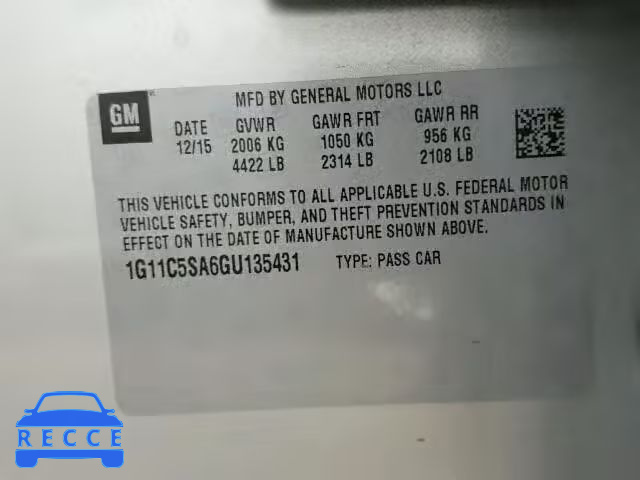 GM
MFD BY GENERAL MOTORS LLC
DATE GVWR GAWR FRT GAWR RR
12/15 2006 KG 1050 KG 956 KG
4422 LB 2314 LB 2108 LB
THIS VEHICLE CONFORMS TO ALL APPLICABLE U.S. FEDERAL MOTOR
VEHICLE SAFETY, BUMPER, AND THEFT PREVENTION STANDARDS IN
EFFECT ON THE DATE OF MANUFACTURE SHOWN ABOVE.
1G11C5SA6GU135431 TYPE: PASS CAR
RECCE